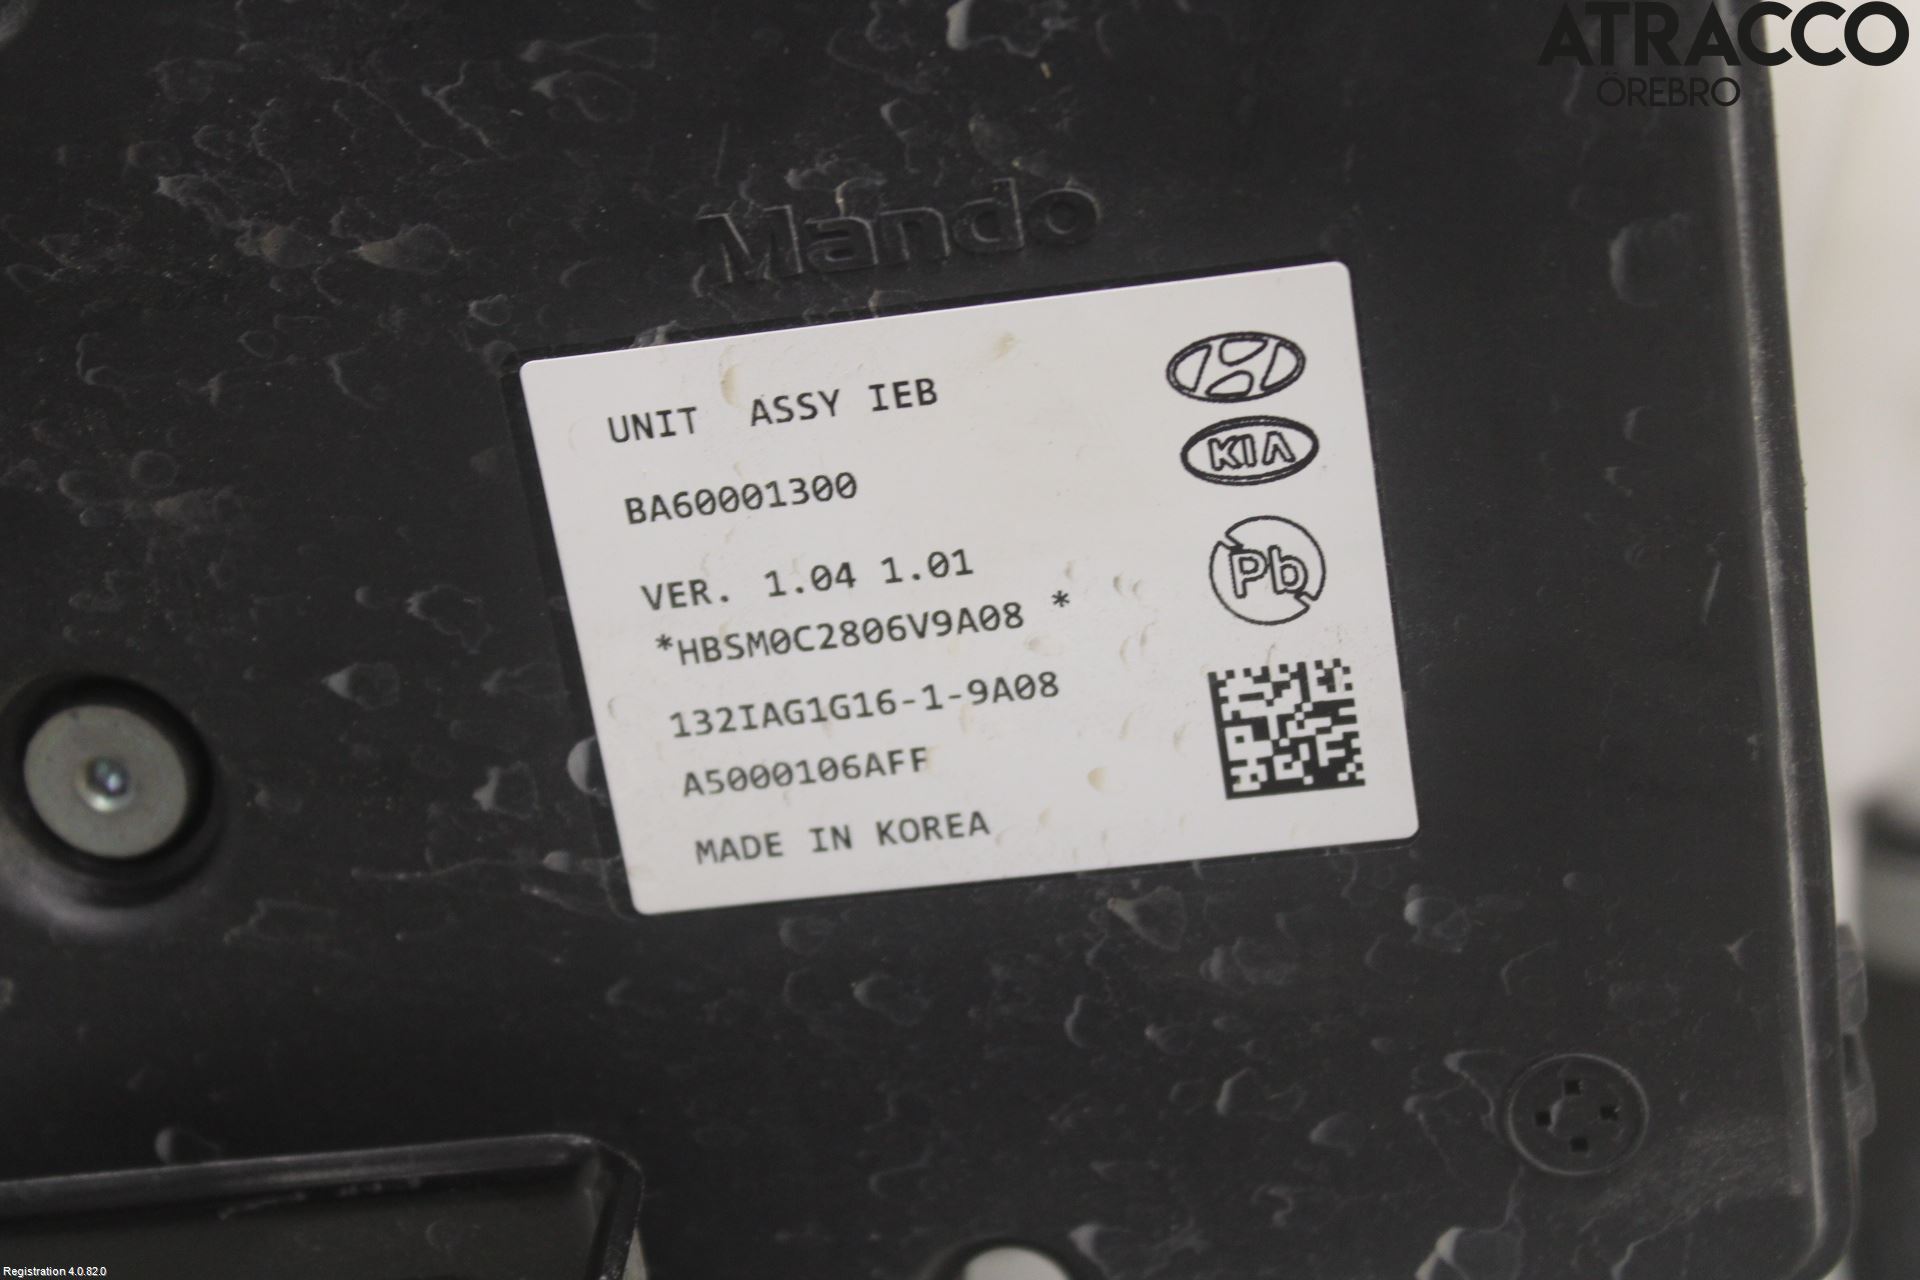 ATRACCO
ÖREBRO
Mando
UNIT ASSY IEB
BA60001300
VER. 1.04 1.01
*HBSM0C2806V9A08 *
132IAG1G16-1-9A08
A5000106AFF
MADE IN KOREA
KIA
Pb
Registration 4.0.82.0